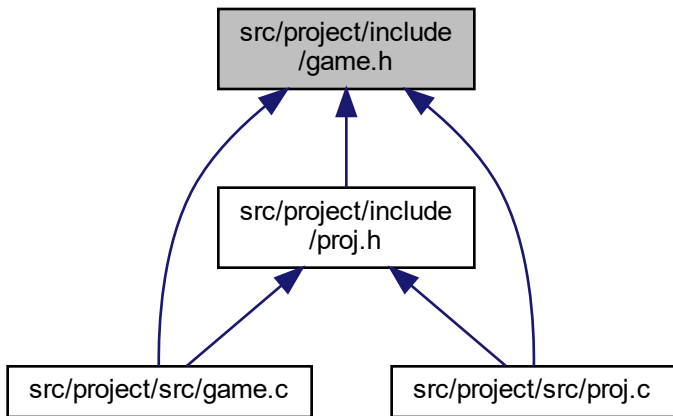 src/project/include
/game.h
src/project/include
/proj.h
src/project/src/game.c
src/project/src/proj.c